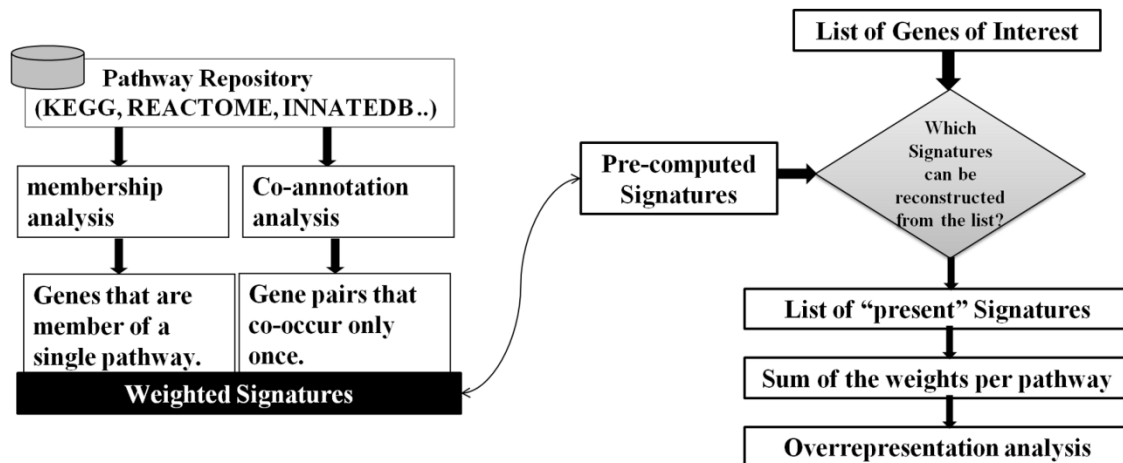 Pathway Repository
(KEGG, REACTOME, INNATEDB..)
membership
analysis
Co-annotation
analysis
Genes that are
member of a
single pathway.
Gene pairs that
co-occur only
once.
Weighted Signatures
Pre-computed
Signatures
List of Genes of Interest
Which
Signatures
can be
reconstructed
from the list?
List of “present” Signatures
Sum of the weights per pathway
Overrepresentation analysis